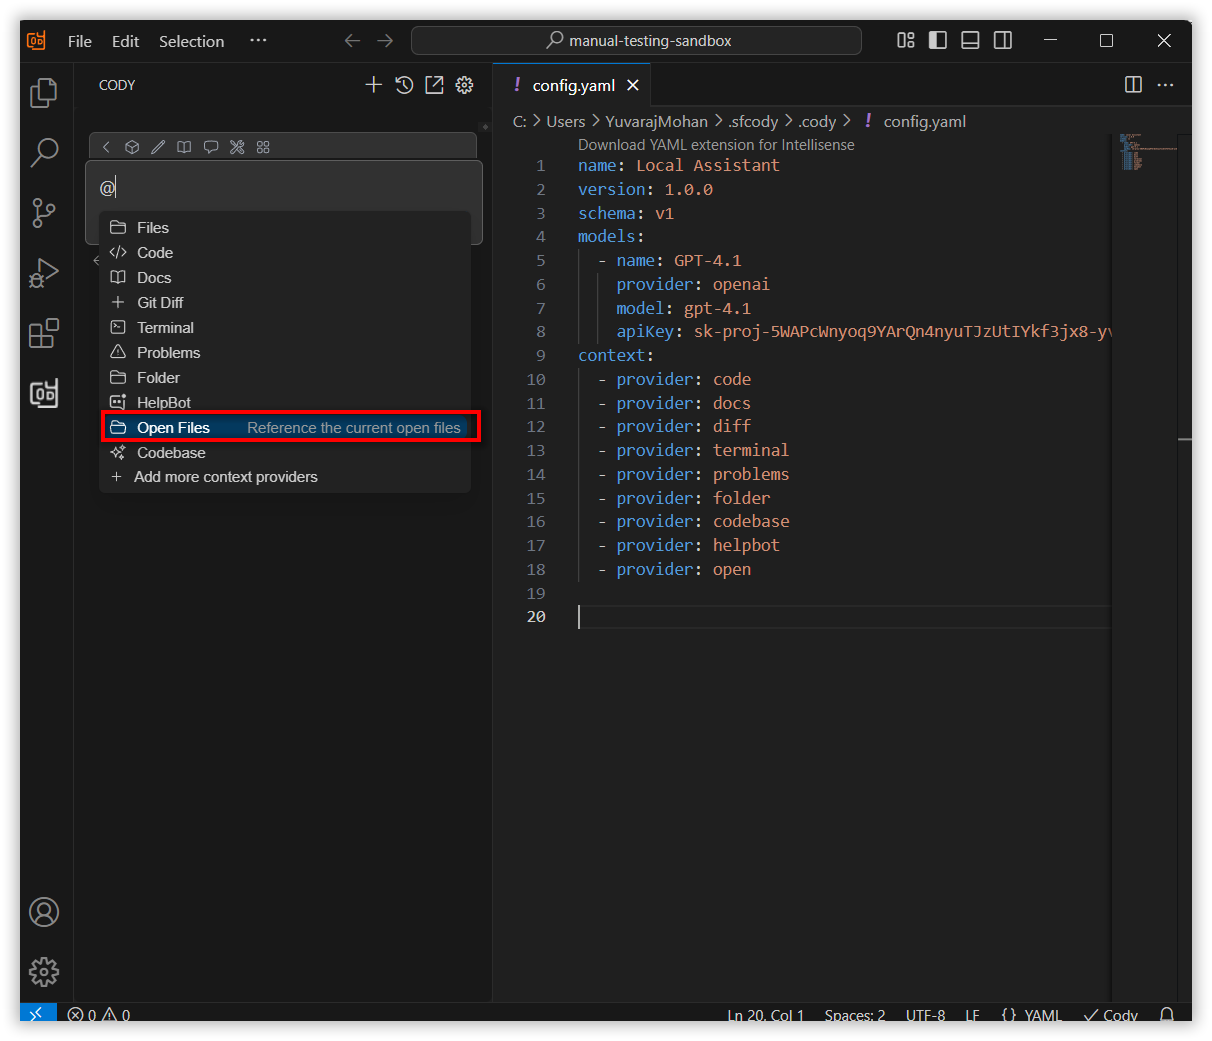 File Edit Selection ...
manual-testing-sandbox
CODY
config.yaml
C: > Users > YuvarajMohan > .sfcody > .cody > ! config.yaml
@
Files
Code
Docs
Git Diff
Terminal
Problems
Folder
HelpBot
Open Files Reference the current open files
Codebase
+ Add more context providers
Download YAML extension for Intellisense
1 name: Local Assistant
2 version: 1.0.0
3 schema: v1
4 models:
5 - name: GPT-4.1
6 provider: openai
7 model: gpt-4.1
8 apiKey: sk-proj-5WAPcWnyoq9YArQn4nyuTJzUtIYkf3jx8-yv
9 context:
10 - provider: code
11 - provider: docs
12 - provider: diff
13 - provider: terminal
14 - provider: problems
15 - provider: folder
16 - provider: codebase
17 - provider: helpbot
18 - provider: open
19
20
0 0
Ln 20, Col 1 Spaces: 2 UTF-8 LF {} YAML Cody